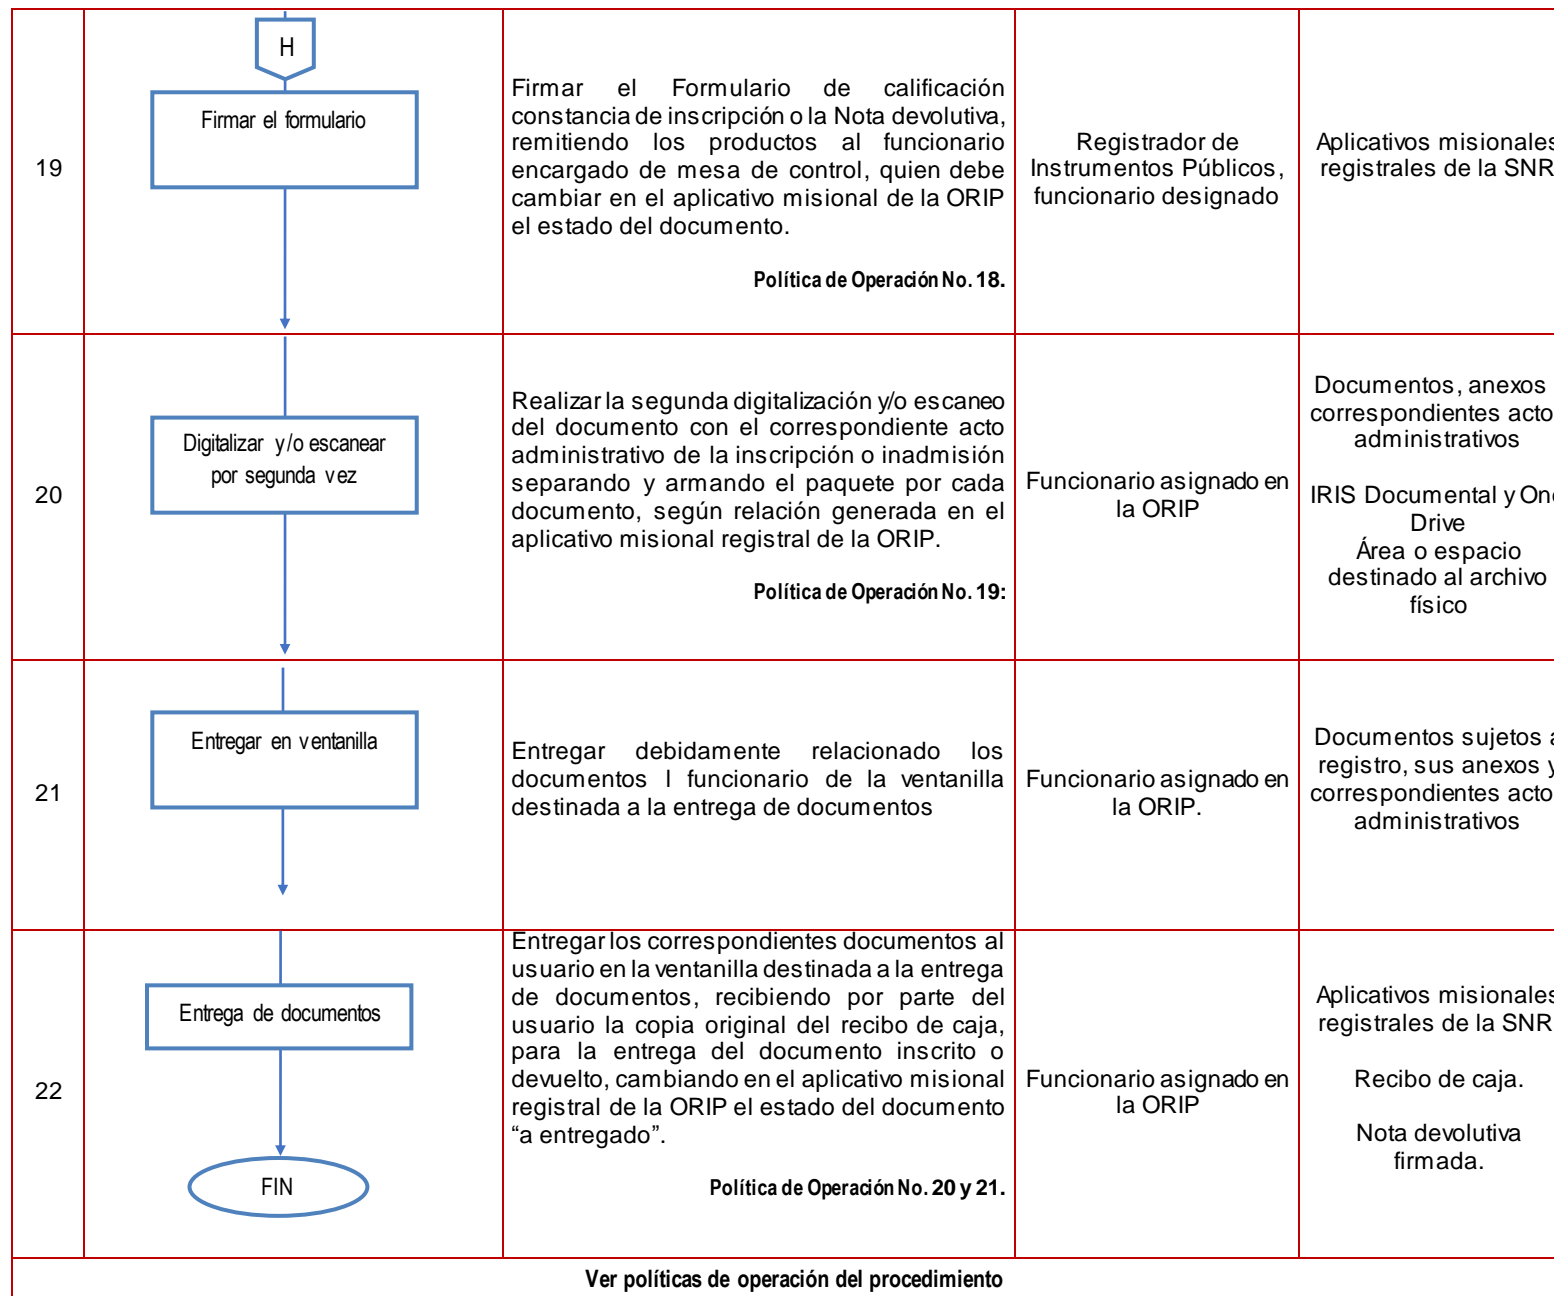 H
19
Firmar el formulario
Firmar el Formulario de calificación
constancia de inscripción o la Nota devolutiva,
remitiendo los productos al funcionario
encargado de mesa de control, quien debe
cambiar en el aplicativo misional de la ORIP
el estado del documento.
Política de Operación No. 18.
Registrador de
Instrumentos Públicos,
funcionario designado
Aplicativos misionales
registrales de la SNR
20
Digitalizar y/o escanear
por segunda vez
Realizar la segunda digitalización y/o escaneo
del documento con el correspondiente acto
administrativo de la inscripción o inadmisión
separando y armando el paquete por cada
documento, según relación generada en el
aplicativo misional registral de la ORIP.
Política de Operación No. 19:
Funcionario asignado en
la ORIP
Documentos, anexos
correspondientes acto
administrativos
IRIS Documental y One
Drive
Área o espacio
destinado al archivo
físico
21
Entregar en ventanilla
Entregar debidamente relacionado los
documentos l funcionario de la ventanilla
destinada a la entrega de documentos
Funcionario asignado en
la ORIP.
Documentos sujetos a
registro, sus anexos y
correspondientes acto
administrativos
22
Entrega de documentos
FIN
Entregar los correspondientes documentos al
usuario en la ventanilla destinada a la entrega
de documentos, recibiendo por parte del
usuario la copia original del recibo de caja,
para la entrega del documento inscrito o
devuelto, cambiando en el aplicativo misional
registral de la ORIP el estado del documento
“a entregado”.
Política de Operación No. 20 y 21.
Funcionario asignado en
la ORIP
Aplicativos misionales
registrales de la SNR
Recibo de caja.
Nota devolutiva
firmada.
Ver políticas de operación del procedimiento